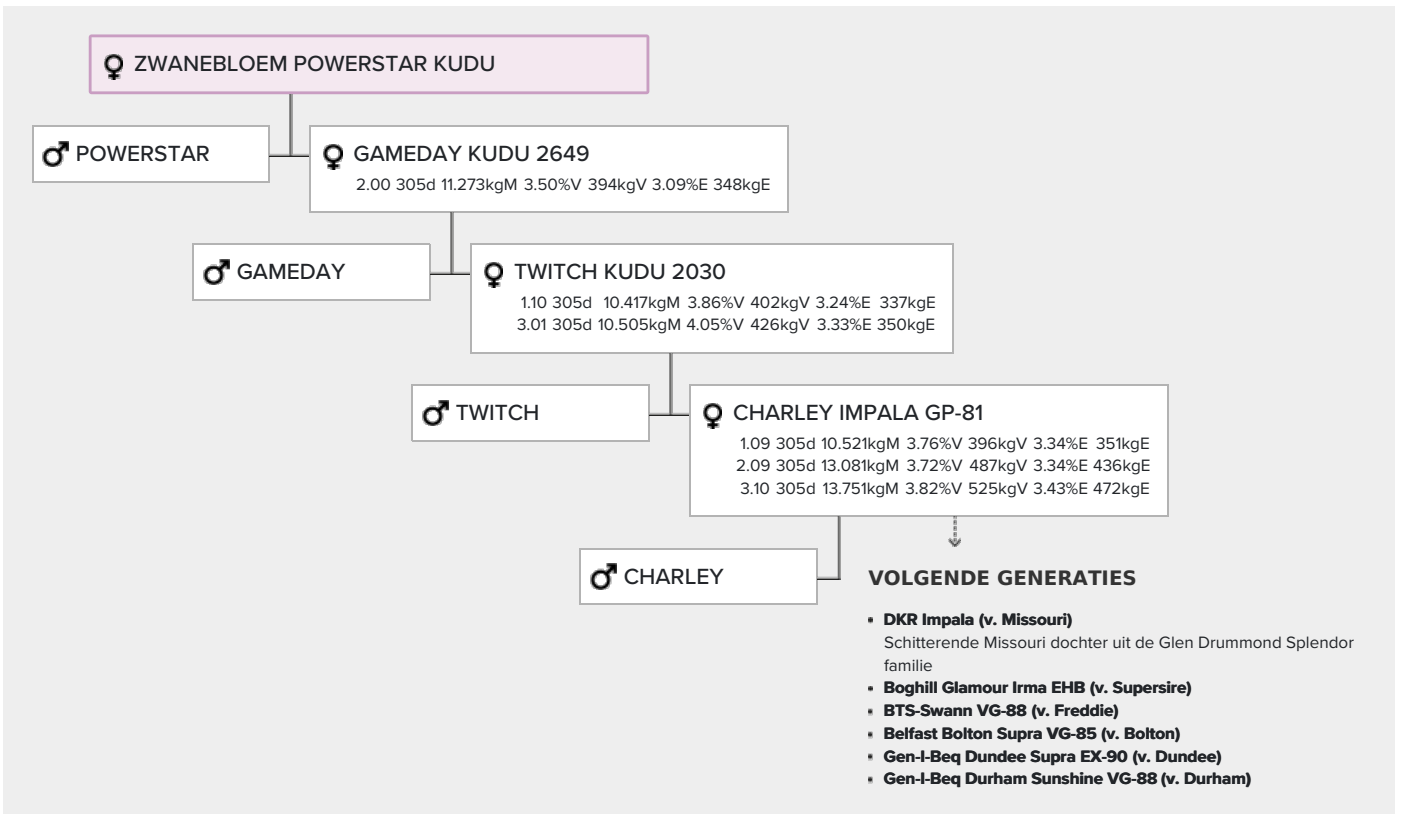 ZWANEBLOEM POWERSTAR KUDU
POWERSTAR
GAMEDAY KUDU 2649
2.00 305d 11.273kgM 3.50%V 394kgV 3.09%E 348kgE
GAMEDAY
TWITCH KUDU 2030
1.10 305d 10.417kgM 3.86%V 402kgV 3.24%E 337kgE
3.01 305d 10.505kgM 4.05%V 426kgV 3.33%E 350kgE
TWITCH
CHARLEY IMPALA GP-81
1.09 305d 10.521kgM 3.76%V 396kgV 3.34%E 351kgE
2.09 305d 13.081kgM 3.72%V 487kgV 3.34%E 436kgE
3.10 305d 13.751kgM 3.82%V 525kgV 3.43%E 472kgE
CHARLEY
VOLGENDE GENERATIES
• DKR Impala (v. Missouri)
Schitterende Missouri dochter uit de Glen Drummond Splendor
familie
• Boghill Glamour Irma EHB (v. Supersire)
• BTS-Swann VG-88 (v. Freddie)
• Belfast Bolton Supra VG-85 (v. Bolton)
• Gen-I-Beq Dundee Supra EX-90 (v. Dundee)
• Gen-I-Beq Durham Sunshine VG-88 (v. Durham)